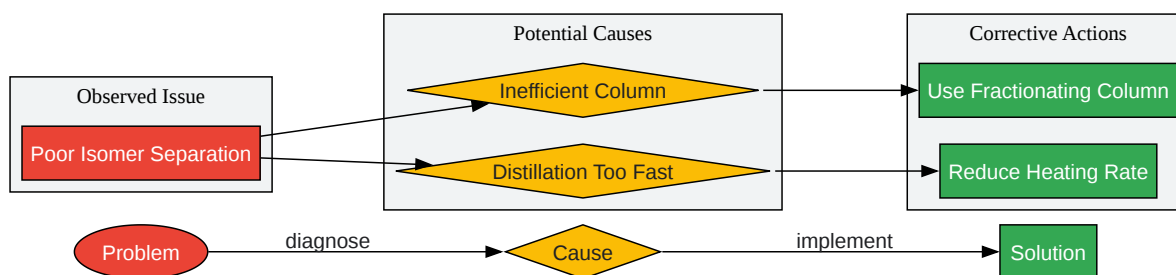 Observed Issue
Poor Isomer Separation
Potential Causes
Inefficient Column
Distillation Too Fast
Corrective Actions
Use Fractionating Column
Reduce Heating Rate
Problem
diagnose
Cause
implement
Solution